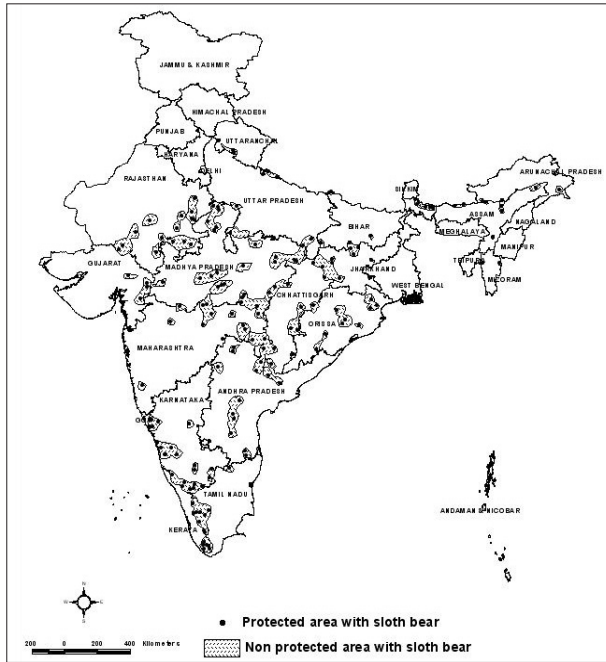 JAMMU & KASHMIR
HIMACHAL PRADESH
PUNJAB
UTTARANCHAL
HARYANA
DELHI
RAJASTHAN
UTTAR PRADESH
SIKKIM
ARUNACHAL PRADESH
ASSAM
NAGALAND
BIHAR
MEGHALAYA
MANIPUR
TRIPURA
MIZORAM
GUJARAT
MADHYA PRADESH
JHARKHAND
WEST BENGAL
CHHATTISGARH
ORISSA
MAHARASHTRA
ANDHRA PRADESH
KARNATAKA
GOA
TAMIL NADU
KERALA
ANDAMAN & NICOBAR
N
W E
S
Protected area with sloth bear
200 0 200 400 Kilometers
Non protected area with sloth bear